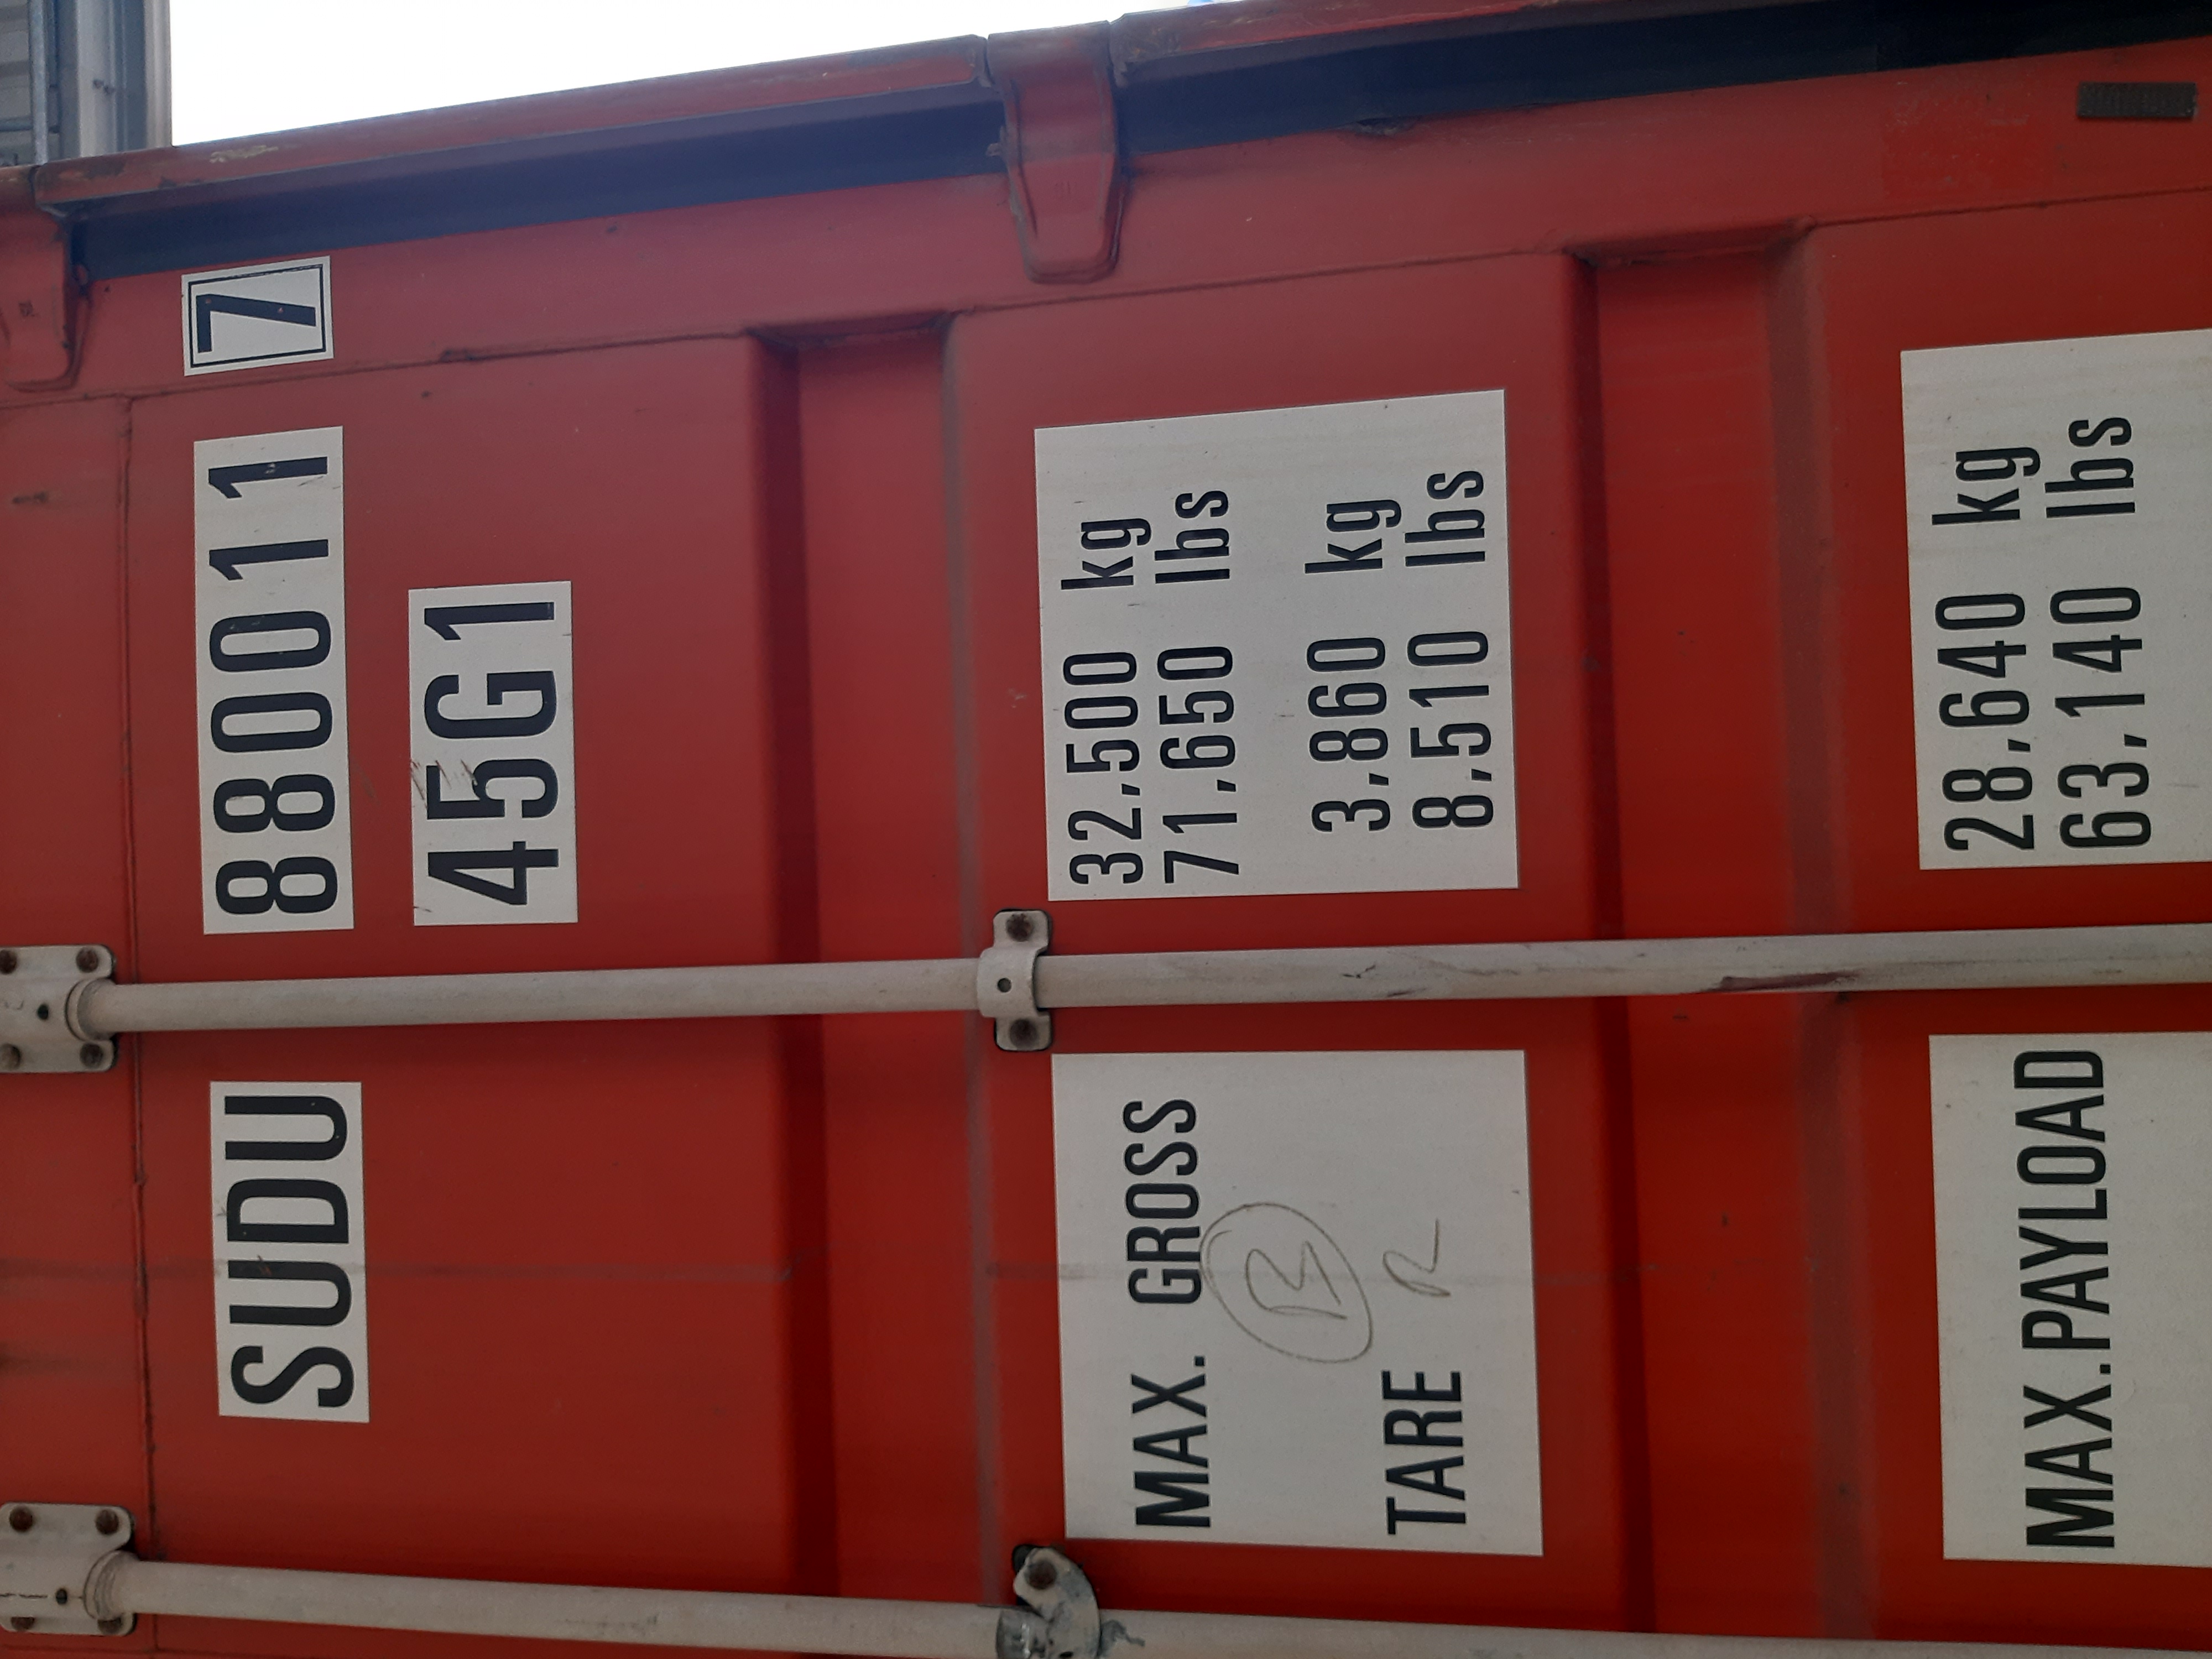 SUDU 880011 7
45G1
MAX. GROSS 32,500 kg
71,650 lbs
TARE 3,860 kg
8,510 lbs
MAX.PAYLOAD 28,640 kg
63,140 lbs